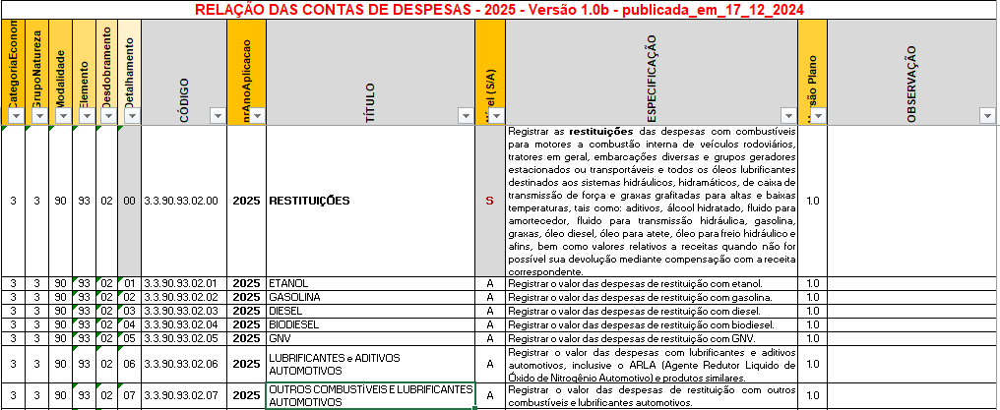 RELAÇÃO DAS CONTAS DE DESPESAS - 2025 - Versão 1.0b - publicada_em_17_12_2024
CategoriaEconom GrupoNatureza Modalidade Elemento Desdobramento Detalhamento CÓDIGO nrAnoAplicacao TÍTULO (S/A) ESPECIFICAÇÃO Plano OBSERVAÇÃO
Registrar as restituições das despesas com combustíveis
para motores a combustão interna de veículos rodoviários,
tratores em geral, embarcações diversas e grupos geradores
estacionados ou transportáveis e todos os óleos lubrificantes
destinados aos sistemas hidráulicos, hidramáticos, de caixa de
transmissão de força e graxas grafitadas para altas e baixas
3 3 90 93 02 00 3.3.90.93.02.00 2025 RESTITUIÇÕES S temperaturas, tais como: aditivos, álcool hidratado, fluido para 1.0
amortecedor, fluido para transmissão hidráulica, gasolina,
graxas, óleo diesel, óleo para atete, óleo para freio hidráulico e
afins, bem como valores relativos a receitas quando não for
possível sua devolução mediante compensação com a receita
correspondente.
3 3 90 93 02 01 3.3.90.93.02.01 2025 ETANOL A Registrar o valor das despesas de restituição com etanol. 1.0
3 3 90 93 02 02 3.3.90.93.02.02 2025 GASOLINA A Registrar o valor das despesas de restituição com gasolina. 1.0
3 3 90 93 02 03 3.3.90.93.02.03 2025 DIESEL A Registrar o valor das despesas de restituição com diesel. 1.0
3 3 90 93 02 04 3.3.90.93.02.04 2025 BIODIESEL A Registrar o valor das despesas de restituição com biodiesel. 1.0
3 3 90 93 02 05 3.3.90.93.02.05 2025 GNV A Registrar o valor das despesas de restituição com GNV. 1.0
3 3 90 93 02 06 3.3.90.93.02.06 2025 LUBRIFICANTES e ADITIVOS AUTOMOTIVOS A Registrar o valor das despesas com lubrificantes e aditivos
automotivos, inclusive o ARLA (Agente Redutor Liquido de 1.0
Óxido de Nitrogênio Automotivo) e produtos similares.
3 3 90 93 02 07 3.3.90.93.02.07 2025 OUTROS COMBUSTÍVEIS E LUBRIFICANTES AUTOMOTIVOS A Registrar o valor das despesas de restituição com outros 1.0
combustíveis e lubrificantes automotivos.